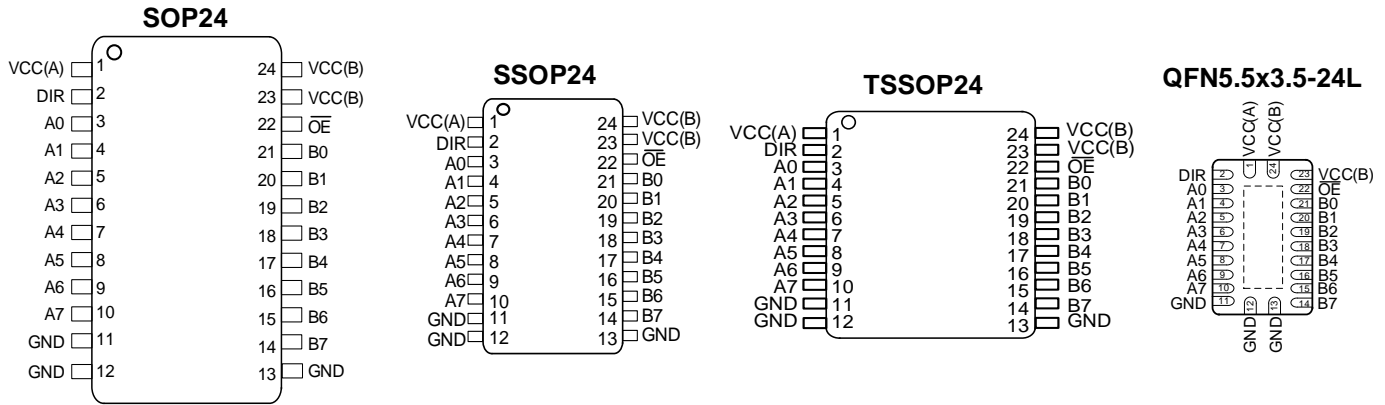 SOP24
VCC(A) 1 24 VCC(B)
DIR 2 23 VCC(B)
A0 3 22 O̅E̅
A1 4 21 B0
A2 5 20 B1
A3 6 19 B2
A4 7 18 B3
A5 8 17 B4
A6 9 16 B5
A7 10 15 B6
GND 11 14 B7
GND 12 13 GND
SSOP24
VCC(A) 1 24 VCC(B)
DIR 2 23 VCC(B)
A0 3 22 O̅E̅
A1 4 21 B0
A2 5 20 B1
A3 6 19 B2
A4 7 18 B3
A5 8 17 B4
A6 9 16 B5
A7 10 15 B6
GND 11 14 B7
GND 12 13 GND
TSSOP24
VCC(A) 1 24 VCC(B)
DIR 2 23 VCC(B)
A0 3 22 O̅E̅
A1 4 21 B0
A2 5 20 B1
A3 6 19 B2
A4 7 18 B3
A5 8 17 B4
A6 9 16 B5
A7 10 15 B6
GND 11 14 B7
GND 12 13 GND
QFN5.5x3.5-24L
VCC(A) VCC(B)
1 24
DIR 2 23 VCC(B)
A0 3 22 O̅E̅
A1 4 21 B0
A2 5 20 B1
A3 6 19 B2
A4 7 18 B3
A5 8 17 B4
A6 9 16 B5
A7 10 15 B6
GND 11 14 B7
12 13
GND GND